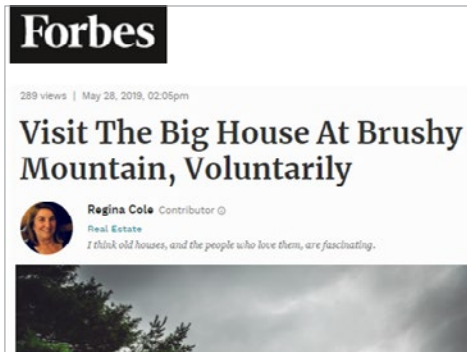 Forbes
289 views | May 28, 2019, 02:05pm
Visit The Big House At Brushy
Mountain, Voluntarily
Regina Cole Contributor
Real Estate
I think old houses, and the people who love them, are fascinating.